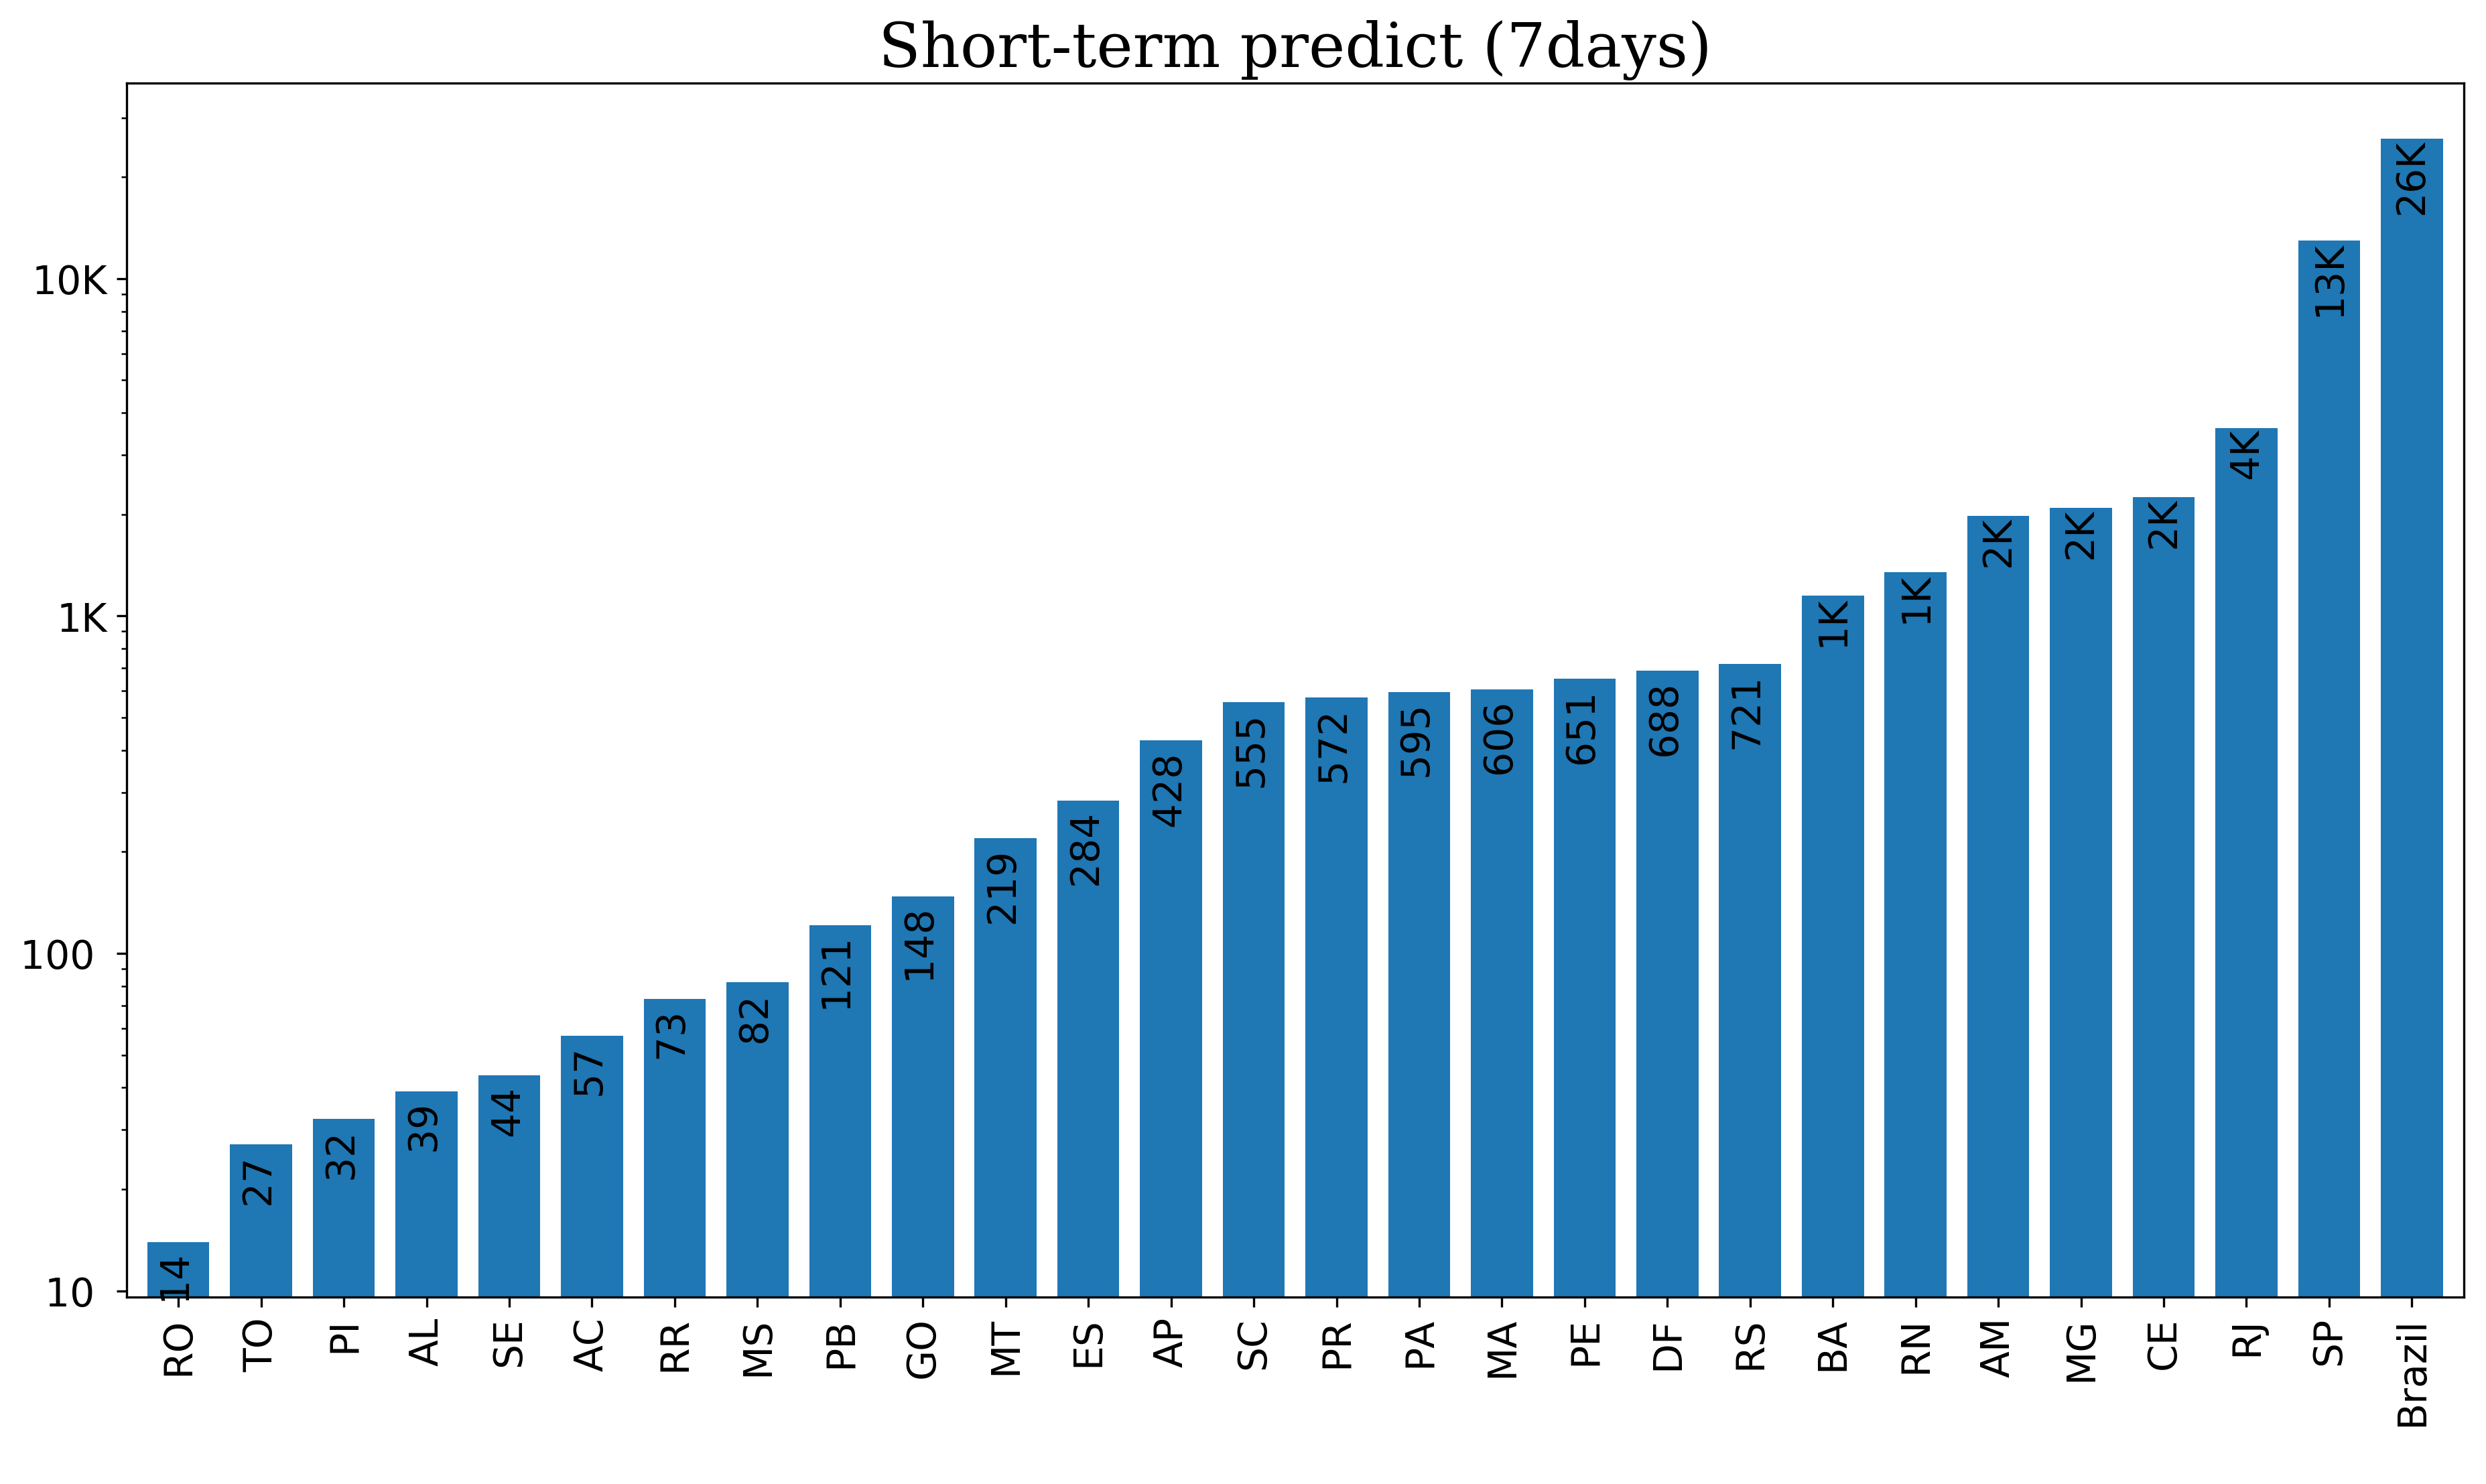 Short-term predict (7days)
10K
1K
100
10
14
27
32
39
44
57
73
82
121
148
219
284
428
555
572
595
606
651
688
721
1K
1K
2K
2K
2K
4K
13K
26K
RO
TO
PI
AL
SE
AC
RR
MS
PB
GO
MT
ES
AP
SC
PR
PA
MA
PE
DF
RS
BA
RN
AM
MG
CE
RJ
SP
Brazil